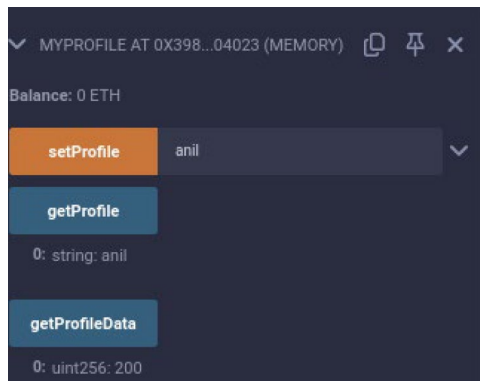 MYPROFILE AT 0X398...04023 (MEMORY)
Balance: 0 ETH
setProfile anil
getProfile
0: string: anil
getProfileData
0: uint256: 200